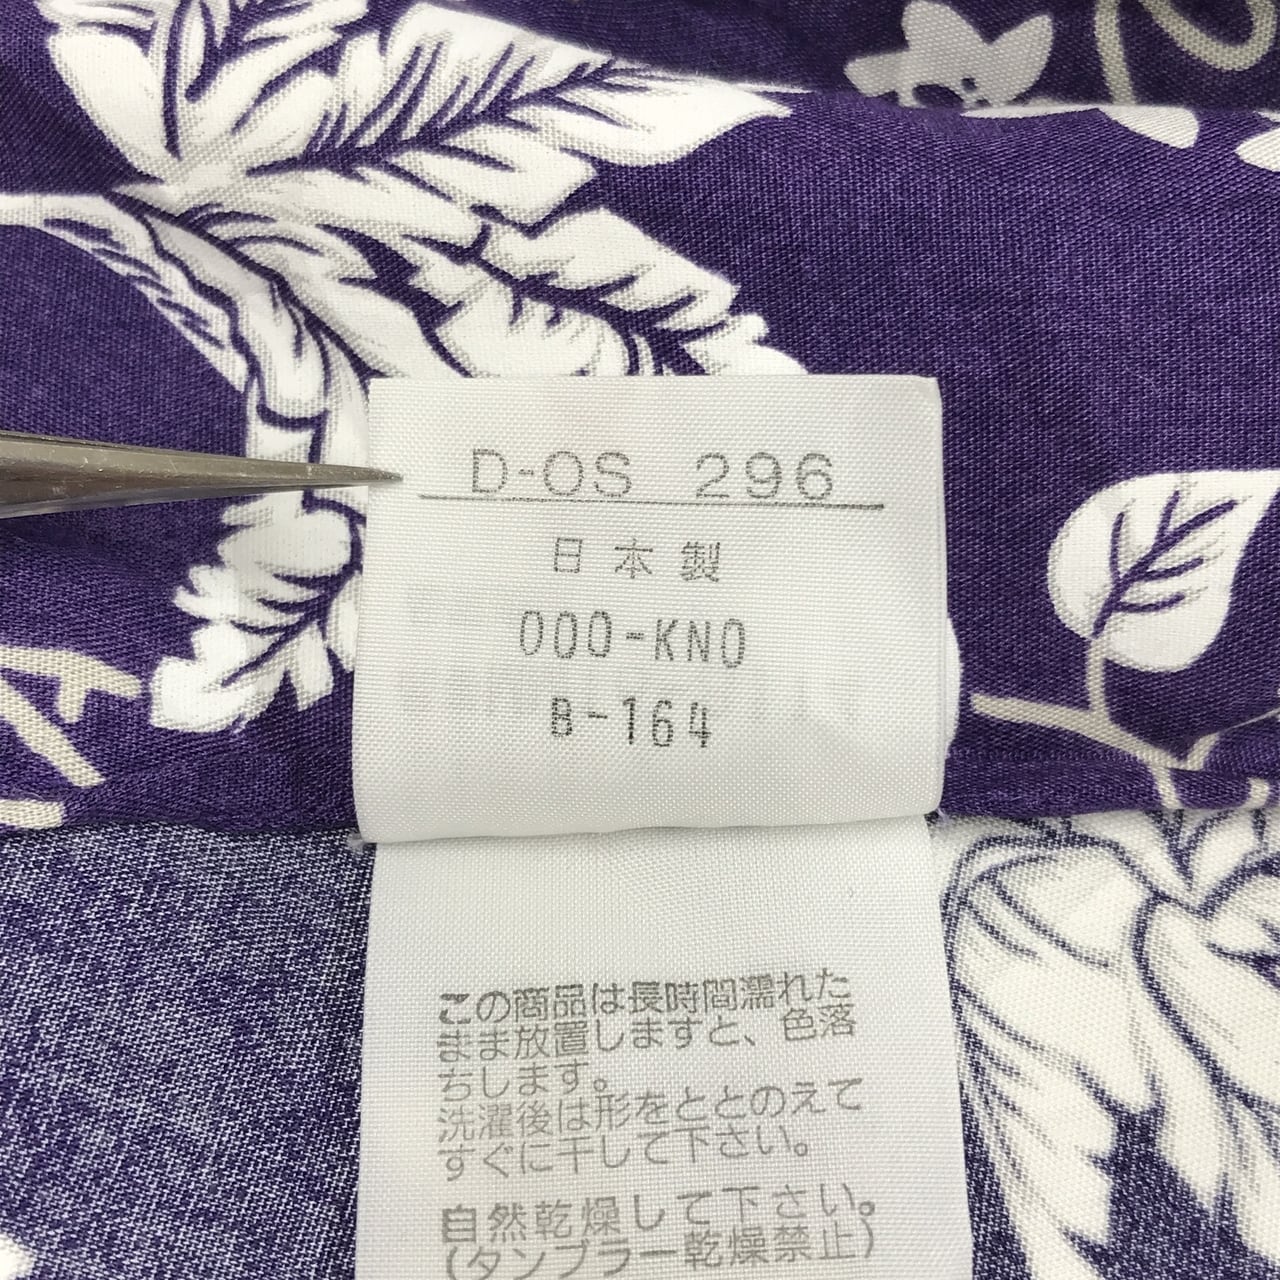 D-OS 296
日本製
000-KNO
B-164
この商品は長時間濡れた
まま放置しますと、色落
ちします。
洗濯後は形をととのえて
すぐに干して下さい。
自然乾燥して下さい。
(タンブラー乾燥禁止)